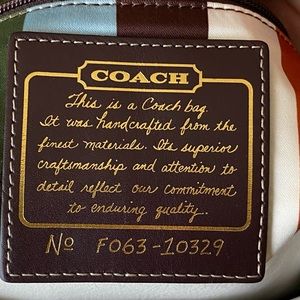 COACH
This is a Coach bag.
It was handcrafted from the
finest materials. Its superior
craftsmanship and attention to
detail reflect our commitment
to enduring quality.
No F063-10329